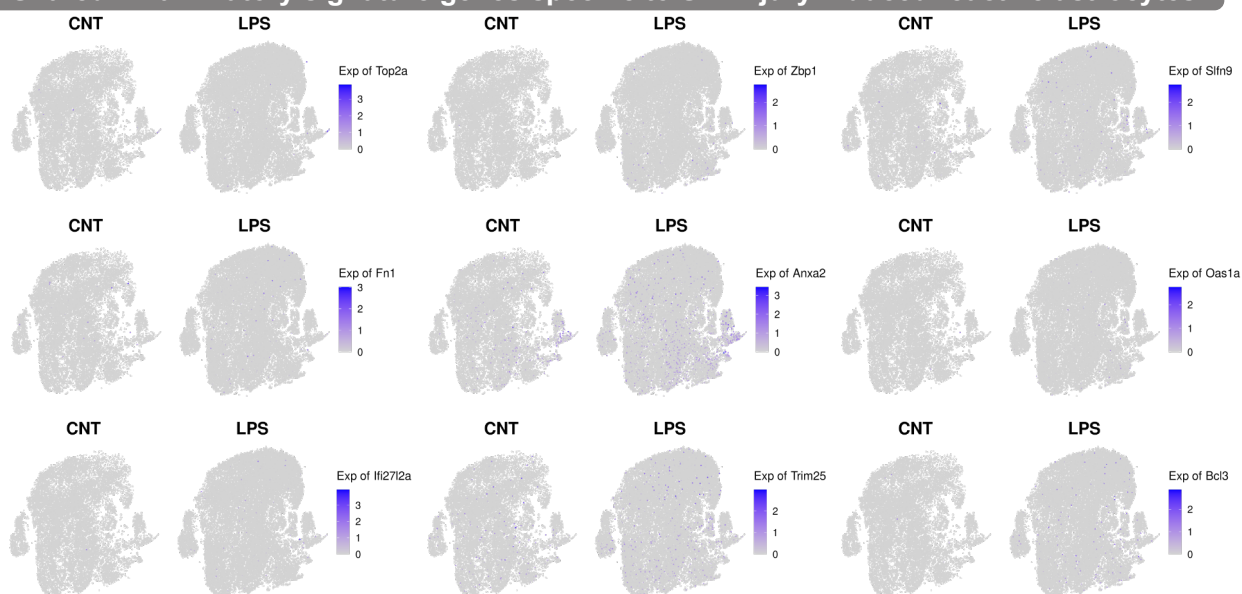 CNT LPS CNT LPS CNT LPS
Exp of Top2a
3
2
1
0
Exp of Zbp1
2
1
0
Exp of Slfn9
2
1
0
CNT LPS CNT LPS CNT LPS
Exp of Fn1
3
2
1
0
Exp of Anxa2
3
2
1
0
Exp of Oas1a
2
1
0
CNT LPS CNT LPS CNT LPS
Exp of Ifi27l2a
3
2
1
0
Exp of Trim25
2
1
0
Exp of Bcl3
2
1
0